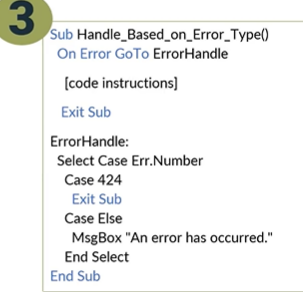 3
Sub Handle_Based_on_Error_Type()
On Error GoTo ErrorHandle
[code instructions]
Exit Sub
ErrorHandle:
Select Case Err.Number
Case 424
Exit Sub
Case Else
MsgBox "An error has occurred."
End Select
End Sub